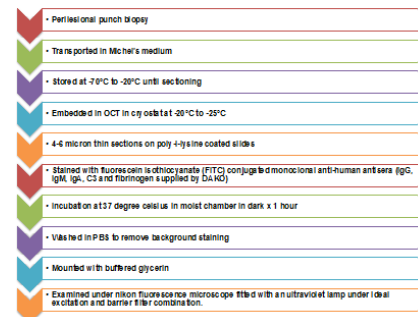 • Perilesional punch biopsy
• Transported in Michel's medium
• Stored at -70°C to -20°C until sectioning
• Embedded in OCT in cryostat at -20°C to -25°C
• 4-6 micron thin sections on poly-l-lysine coated slides
• Stained with fluorescein isothiocyanate (FITC) conjugated monoclonal anti-human antisera (IgG,
IgM, IgA, C3 and fibrinogen supplied by DAKO)
• Incubation at 37 degree celsius in moist chamber in dark x 1 hour
• Washed in PBS to remove background staining
• Mounted with buffered glycerin
• Examined under nikon fluorescence microscope fitted with an ultraviolet lamp under ideal
excitation and barrier filter combination.